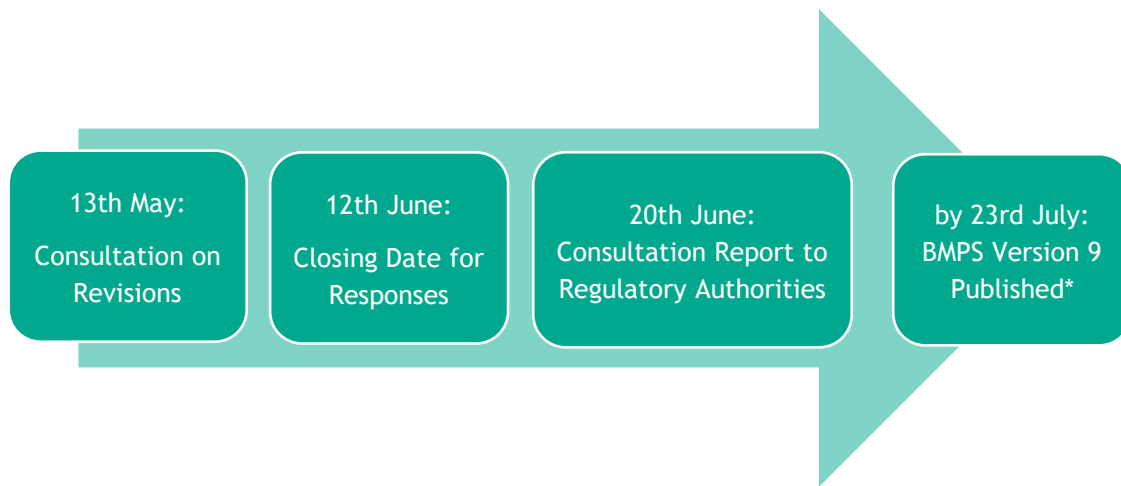 13th May:
Consultation on
Revisions
12th June:
Closing Date for
Responses
20th June:
Consultation Report to
Regulatory Authorities
by 23rd July:
BMPS Version 9
Published*